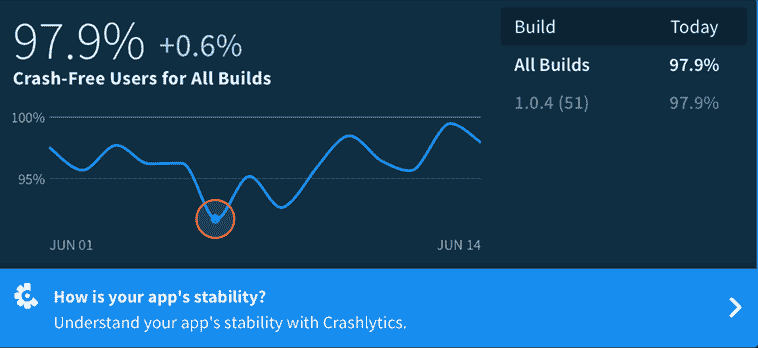 97.9% +0.6%
Crash-Free Users for All Builds
100%
95%
JUN 01 JUN 14
Build Today
All Builds 97.9%
1.0.4 (51) 97.9%
How is your app's stability?
Understand your app's stability with Crashlytics.